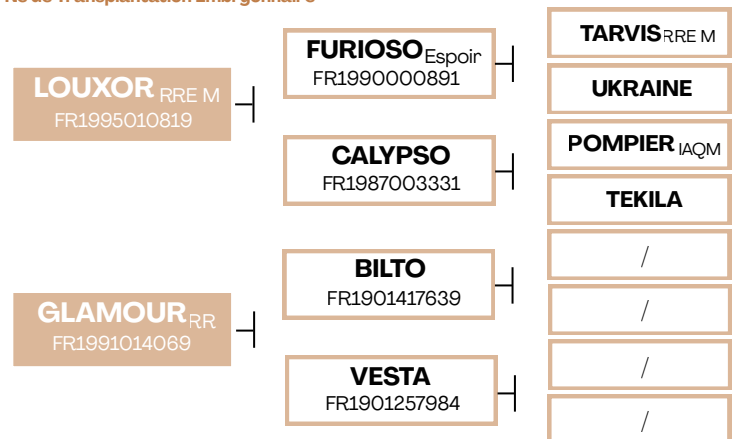 LOUXOR RRE M
FR1995010819
FURIOSO Espoir
FR1990000891
TARVIS RRE M
UKRAINE
CALYPSO
FR1987003331
POMPIER IAQM
TEKILA
GLAMOUR RR
FR1991014069
BILTO
FR1901417639
/
/
VESTA
FR1901257984
/
/